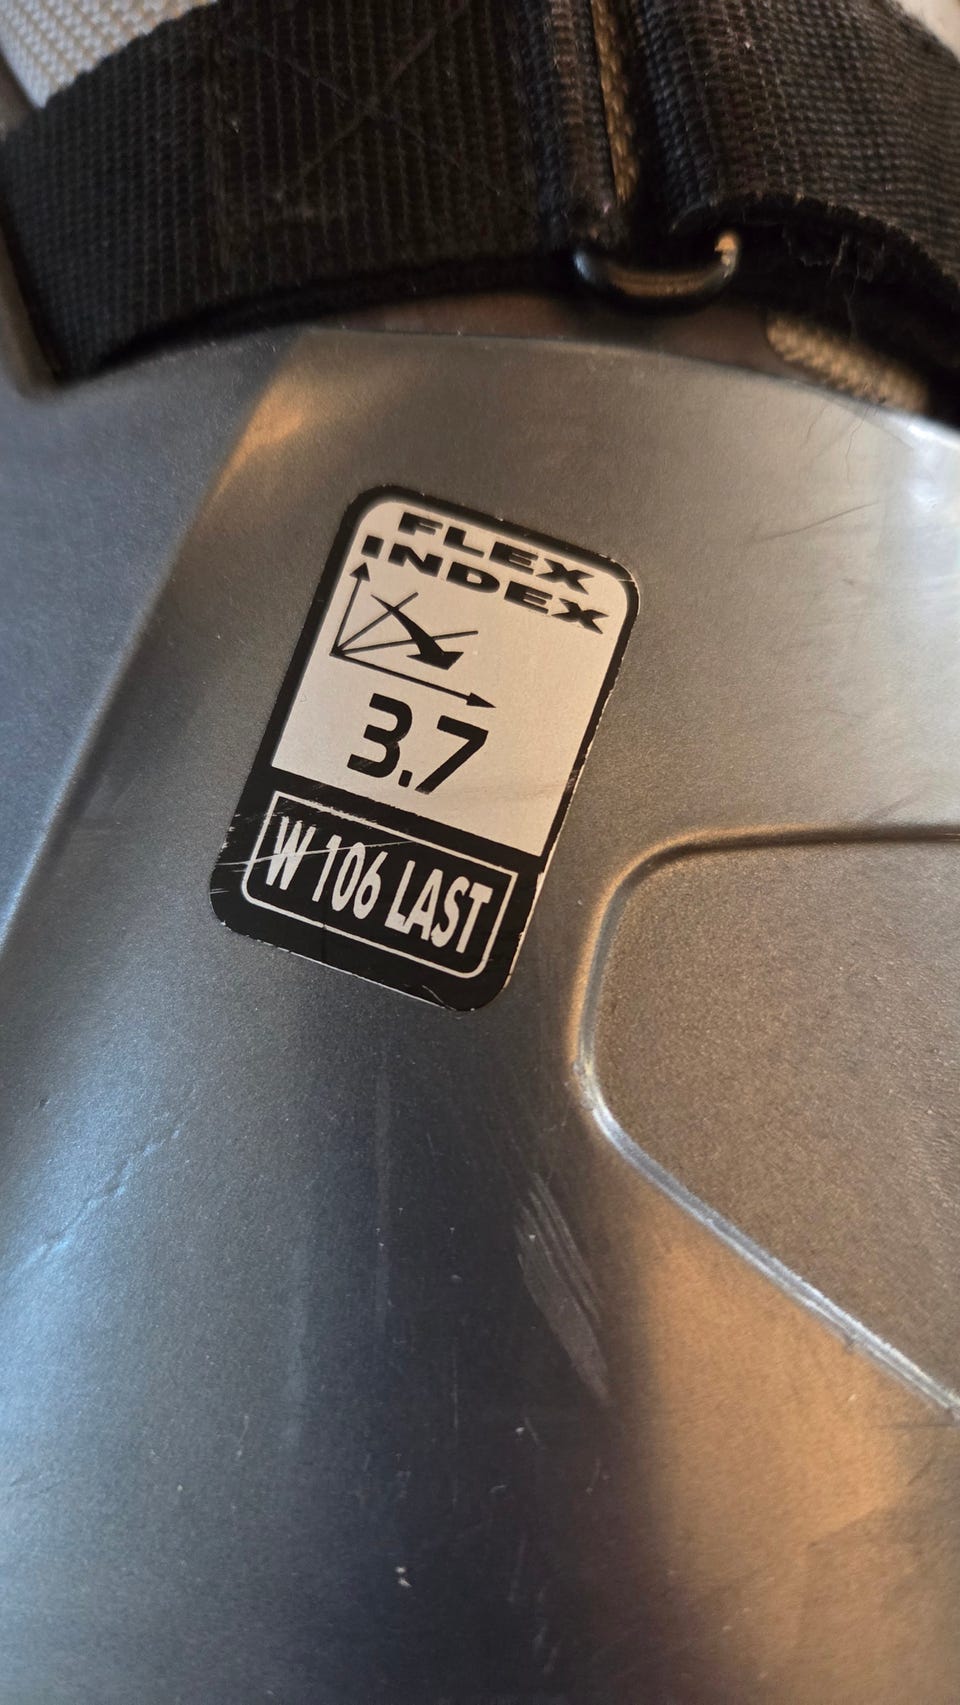 FLEX
INDEX
3.7
W 106 LAST